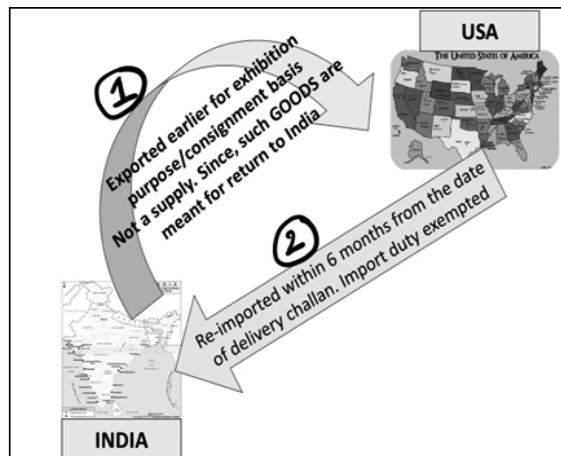 USA
THE UNITED STATES OF AMERICA
1
Exported earlier for exhibition
purpose/consignment basis
Not a supply. Since, such GOODS are
meant for return to India
2
Re-imported within 6 months from the date
of delivery challan. Import duty exempted
INDIA